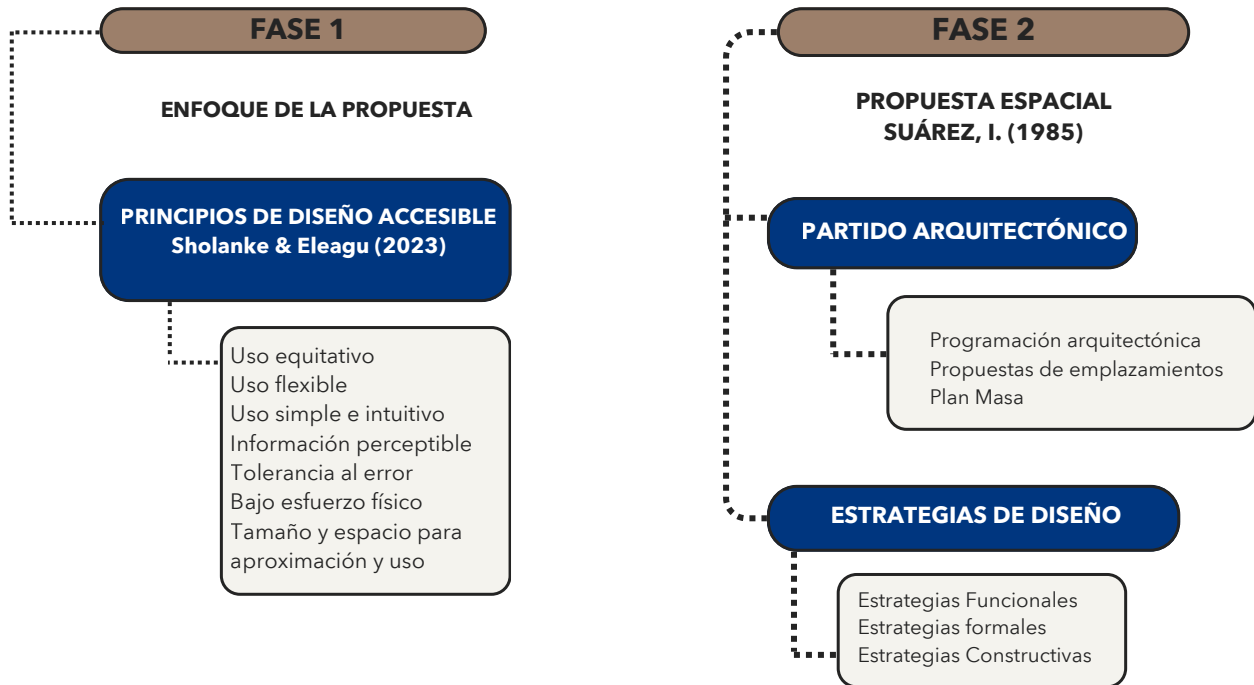 FASE 1
ENFOQUE DE LA PROPUESTA
PRINCIPIOS DE DISEÑO ACCESIBLE
Sholanke & Eleagu (2023)
Uso equitativo
Uso flexible
Uso simple e intuitivo
Información perceptible
Tolerancia al error
Bajo esfuerzo físico
Tamaño y espacio para
aproximación y uso
FASE 2
PROPUESTA ESPACIAL
SUÁREZ, I. (1985)
PARTIDO ARQUITECTÓNICO
Programación arquitectónica
Propuestas de emplazamientos
Plan Masa
ESTRATEGIAS DE DISEÑO
Estrategias Funcionales
Estrategias formales
Estrategias Constructivas